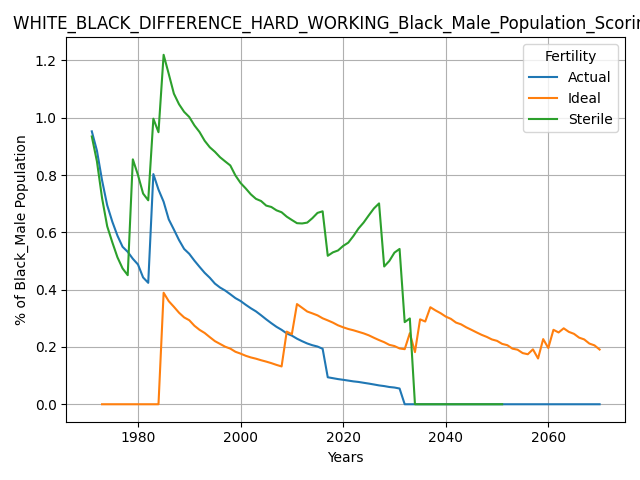 WHITE_BLACK_DIFFERENCE_HARD_WORKING_Black_Male_Population_Scorin
Fertility
Actual
Ideal
Sterile
1.2
1.0
0.8
0.6
0.4
0.2
0.0
% of Black_Male Population
1980
2000
2020
2040
2060
Years